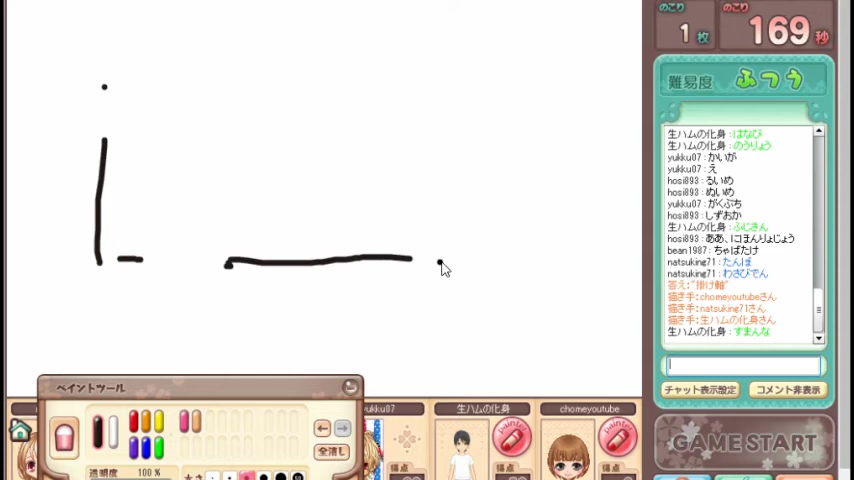 のこり
1枚
のこり
169秒
難易度 ふつう
生ハムの化身:はなび
生ハムの化身:のうりょう
yukku07:かいが
yukku07:え
hosi893:るいめ
hosi893:ぬいめ
yukku07:がくぶち
hosi893:しずおか
生ハムの化身:ふじさん
hosi893:ああ、にほんりょじょう
bean1987:ちゃばたけ
natsuking71:たんぼ
natsuking71:わさびでん
答え:"掛け軸"
描き手:chomeyoutubeさん
描き手:natsuking71さん
描き手:生ハムの化身さん
生ハムの化身:すまんな
チャット表示設定
コメント非表示
GAME START
ペイントツール
全消し
透明度 100 %
太さ
yukku07
生ハムの化身
chomeyoutube
painter
painter
得点
得点
得点